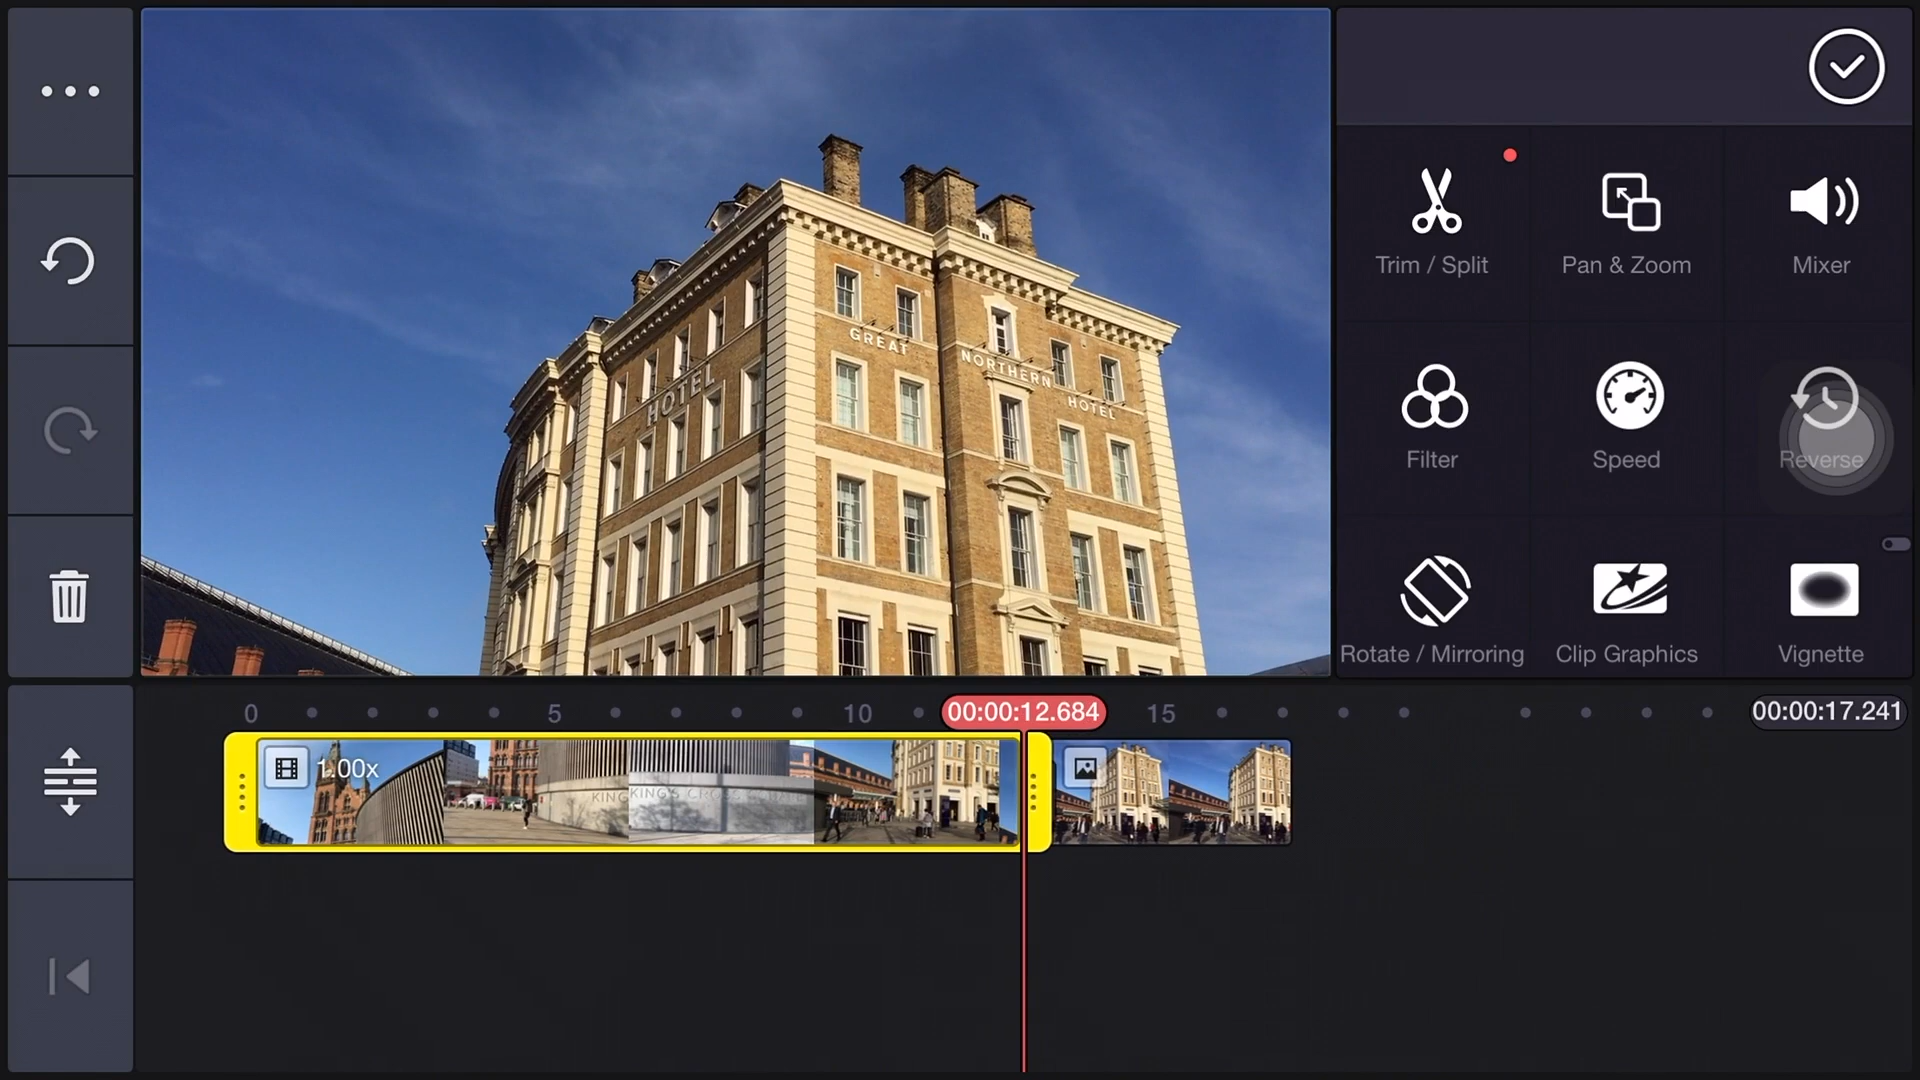 GREAT
NORTHERN
HOTEL
HOTEL
Trim / Split
Pan & Zoom
Mixer
Filter
Speed
Reverse
Rotate / Mirroring
Clip Graphics
Vignette
0
5
10
00:00:12.684
15
00:00:17.241
1.00x
KING
KING'S CROSS